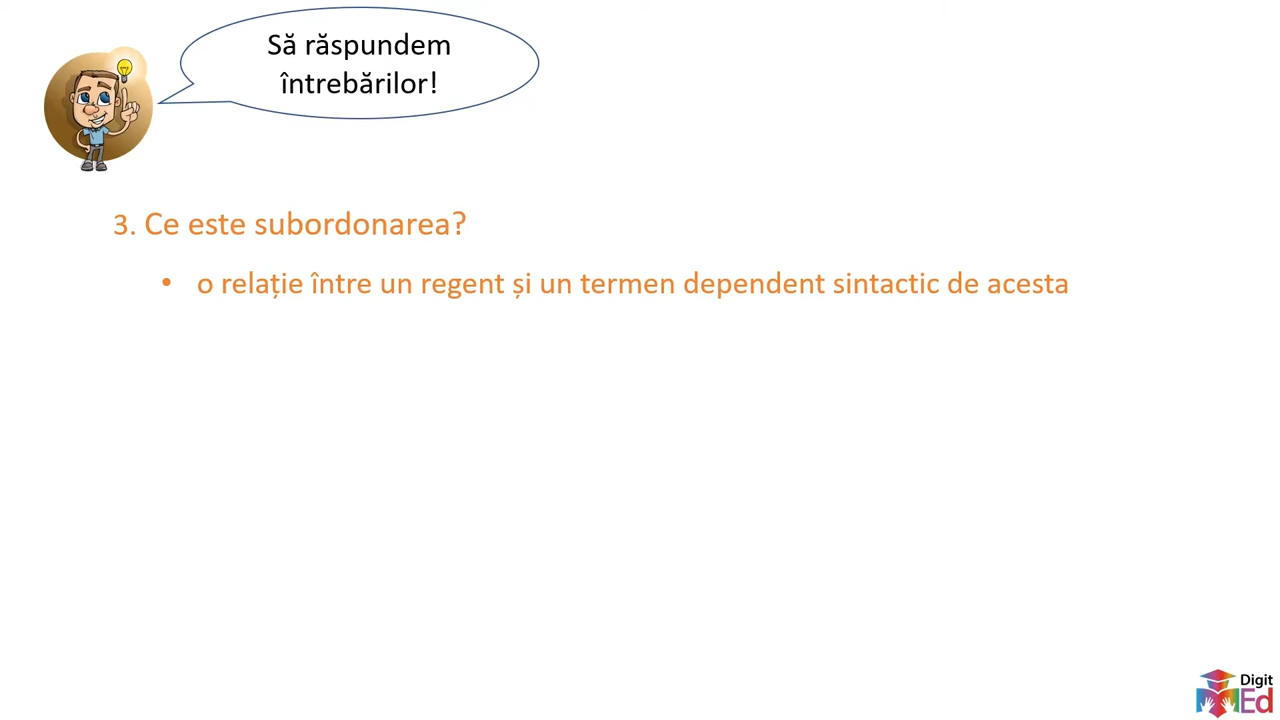 Să răspundem
întrebărilor!
3. Ce este subordonarea?
• o relație între un regent și un termen dependent sintactic de acesta
Digit
Ed